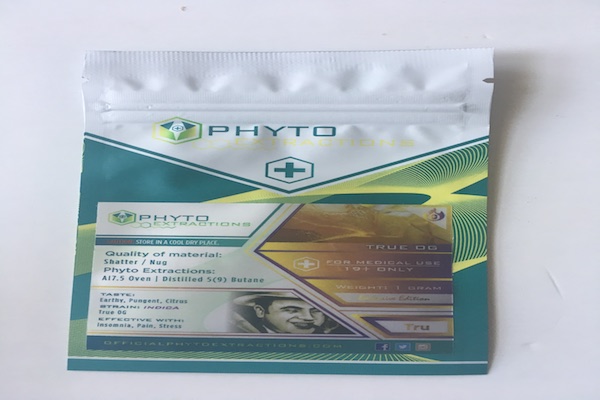 PHYTO
EXTRACTIONS
PHYTO
EXTRACTIONS
STORE IN A COOL DRY PLACE.
Quality of material:
Shatter / Nug
Phyto Extractions:
AI7.5 Oven | Distilled 5(9) Butane
TASTE:
Earthy, Pungent, Citrus
STRAIN: INDICA
True OG
EFFECTIVE WITH:
Insomnia, Pain, Stress
TRUE OG
FOR MEDICAL USE
19+ ONLY
WEIGHT: 1 GRAM
Edition
Tru
OFFICIALPHYTOEXTRACTIONS.COM